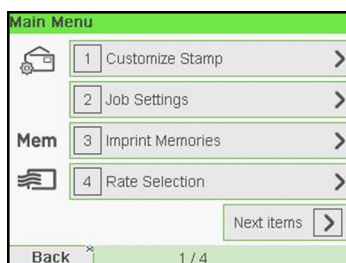 Main Menu
1 Customize Stamp
2 Job Settings
Mem 3 Imprint Memories
4 Rate Selection
Next items
Back 1 / 4